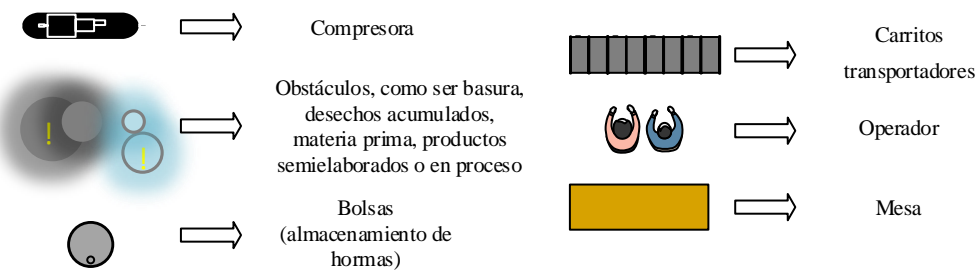 Compresora
Obstáculos, como ser basura,
desechos acumulados,
materia prima, productos
semielaborados o en proceso
Bolsas
(almacenamiento de
hormas)
Carritos
transportadores
Operador
Mesa